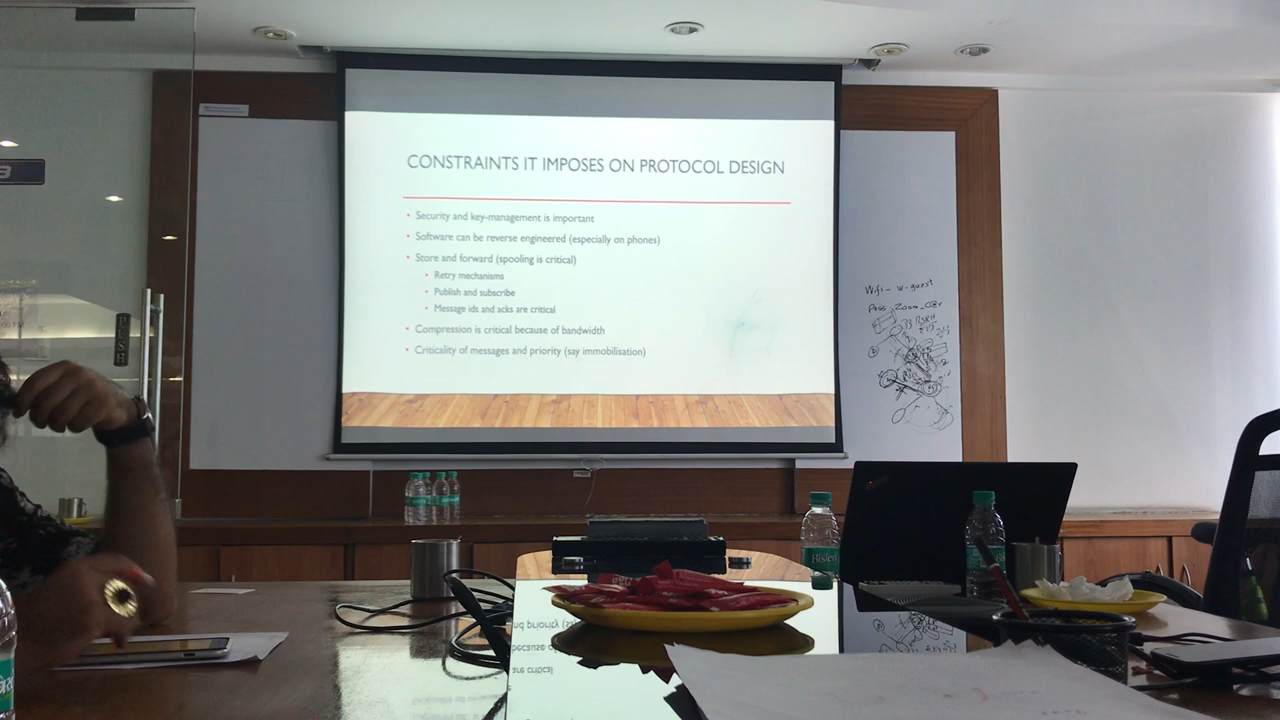 CONSTRAINTS IT IMPOSES ON PROTOCOL DESIGN
• Security and key-management is important
• Software can be reverse engineered (especially on phones)
• Store and forward (spooling is critical)
• Retry mechanisms
• Publish and subscribe
• Message ids and acks are critical
• Compression is critical because of bandwidth
• Criticality of messages and priority (say immobilisation)
Wifi - w-guest
PUSH